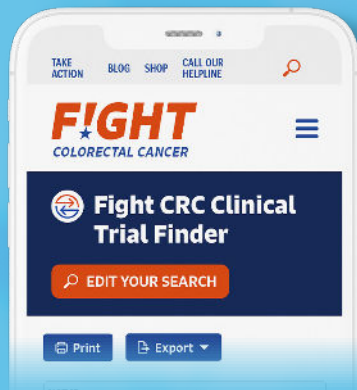 TAKE ACTION BLOG SHOP CALL OUR HELPLINE
F!GHT
COLORECTAL CANCER
Fight CRC Clinical
Trial Finder
EDIT YOUR SEARCH
Print Export